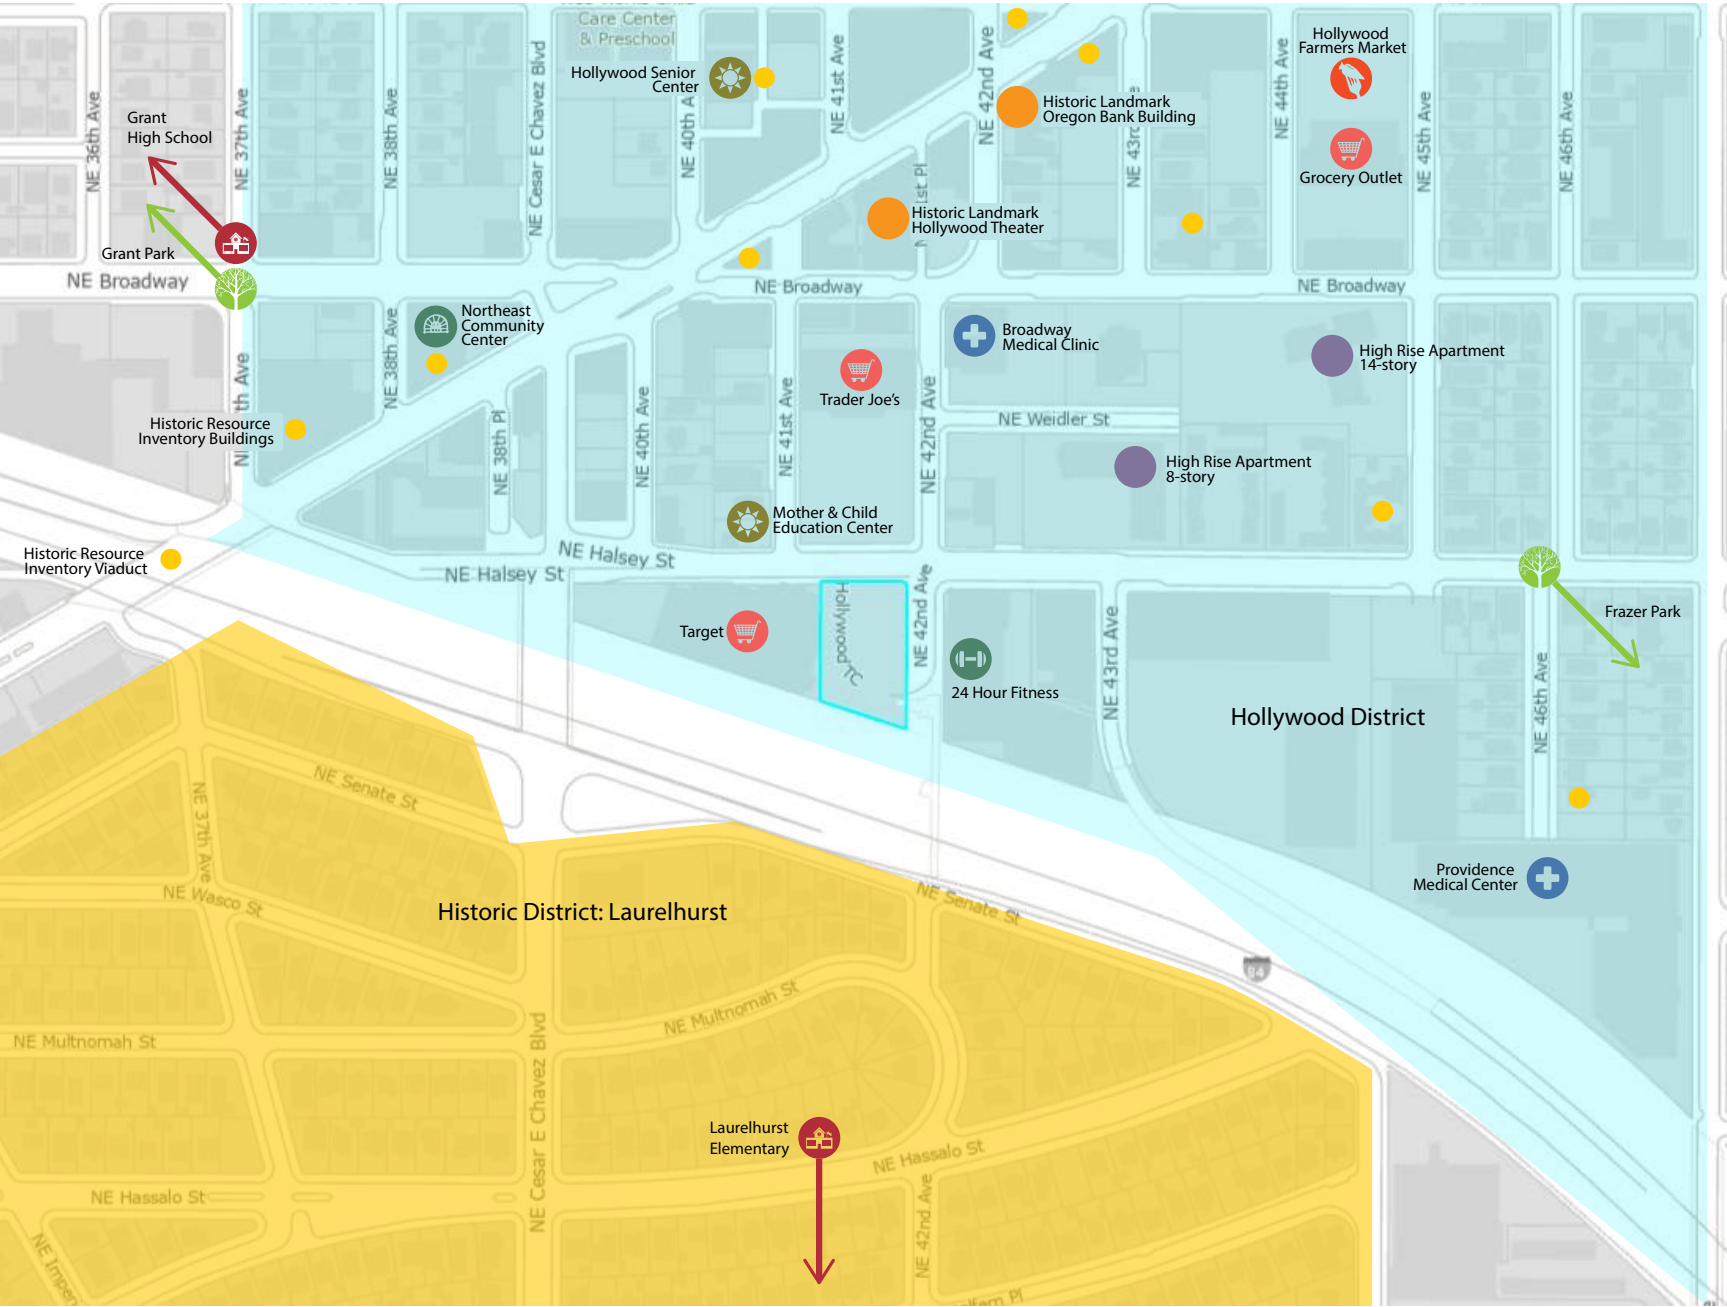 Care Center
& Preschool
Hollywood Senior
Center
Hollywood
Farmers Market
Grocery Outlet
Historic Landmark
Oregon Bank Building
Historic Landmark
Hollywood Theater
Grant
High School
Grant Park
NE 36th Ave
NE 37th Ave
NE 38th Ave
NE Cesar E Chavez Blvd
NE 40th A
NE 41st Ave
NE 42nd Ave
NE 43rd
NE 44th Ave
NE 45th Ave
NE 46th Ave
NE Broadway
NE Broadway
NE Broadway
Northeast
Community
Center
Broadway
Medical Clinic
High Rise Apartment
14-story
Trader Joe's
NE 38th Ave
NE 38th Pl
NE 40th Ave
NE 41st Ave
NE 42nd Ave
NE Weidler St
High Rise Apartment
8-story
Historic Resource
Inventory Buildings
Mother & Child
Education Center
Historic Resource
Inventory Viaduct
NE Halsey St
NE Halsey St
Target
Hollywood TC
NE 42nd Ave
24 Hour Fitness
NE 43rd Ave
Frazer Park
NE 46th Ave
Hollywood District
Providence
Medical Center
NE Senate St
NE 37th Ave
NE Wasco St
Historic District: Laurelhurst
NE Senate St
84
NE Multnomah St
NE Multnomah St
NE Cesar E Chavez Blvd
Laurelhurst
Elementary
NE Hassalo St
NE Hassalo St
NE 42nd Ave